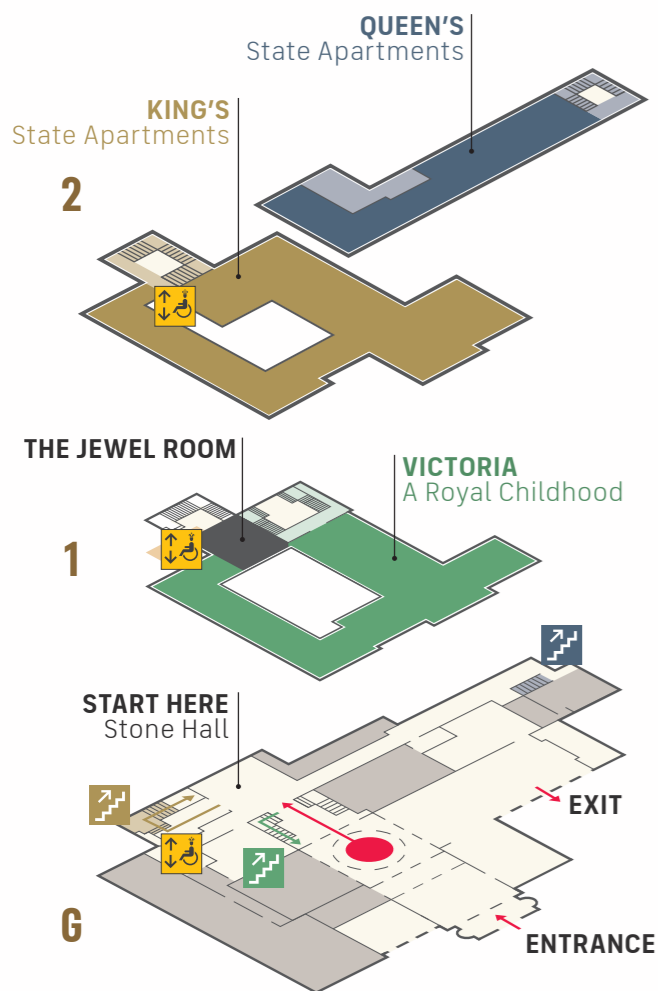 QUEEN'S
State Apartments
KING'S
State Apartments
2
THE JEWEL ROOM
VICTORIA
A Royal Childhood
1
START HERE
Stone Hall
EXIT
G
ENTRANCE